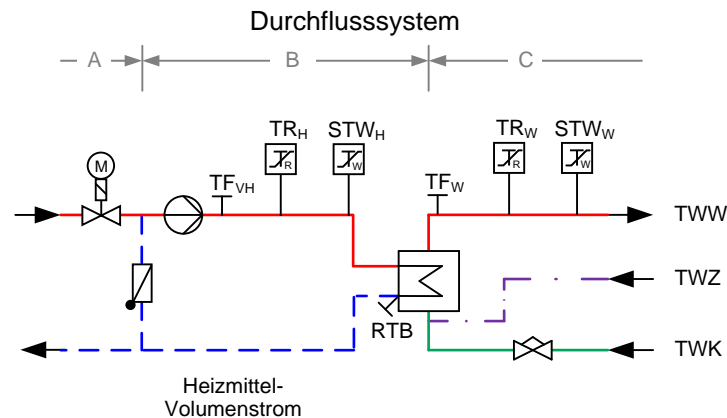 Durchflusssystem
A
B
C
TR_H
STW_H
TR_W
STW_W
M
R
W
R
W
TF_VH
TF_W
TWW
TWZ
RTB
TWK
Heizmittel-
Volumenstrom